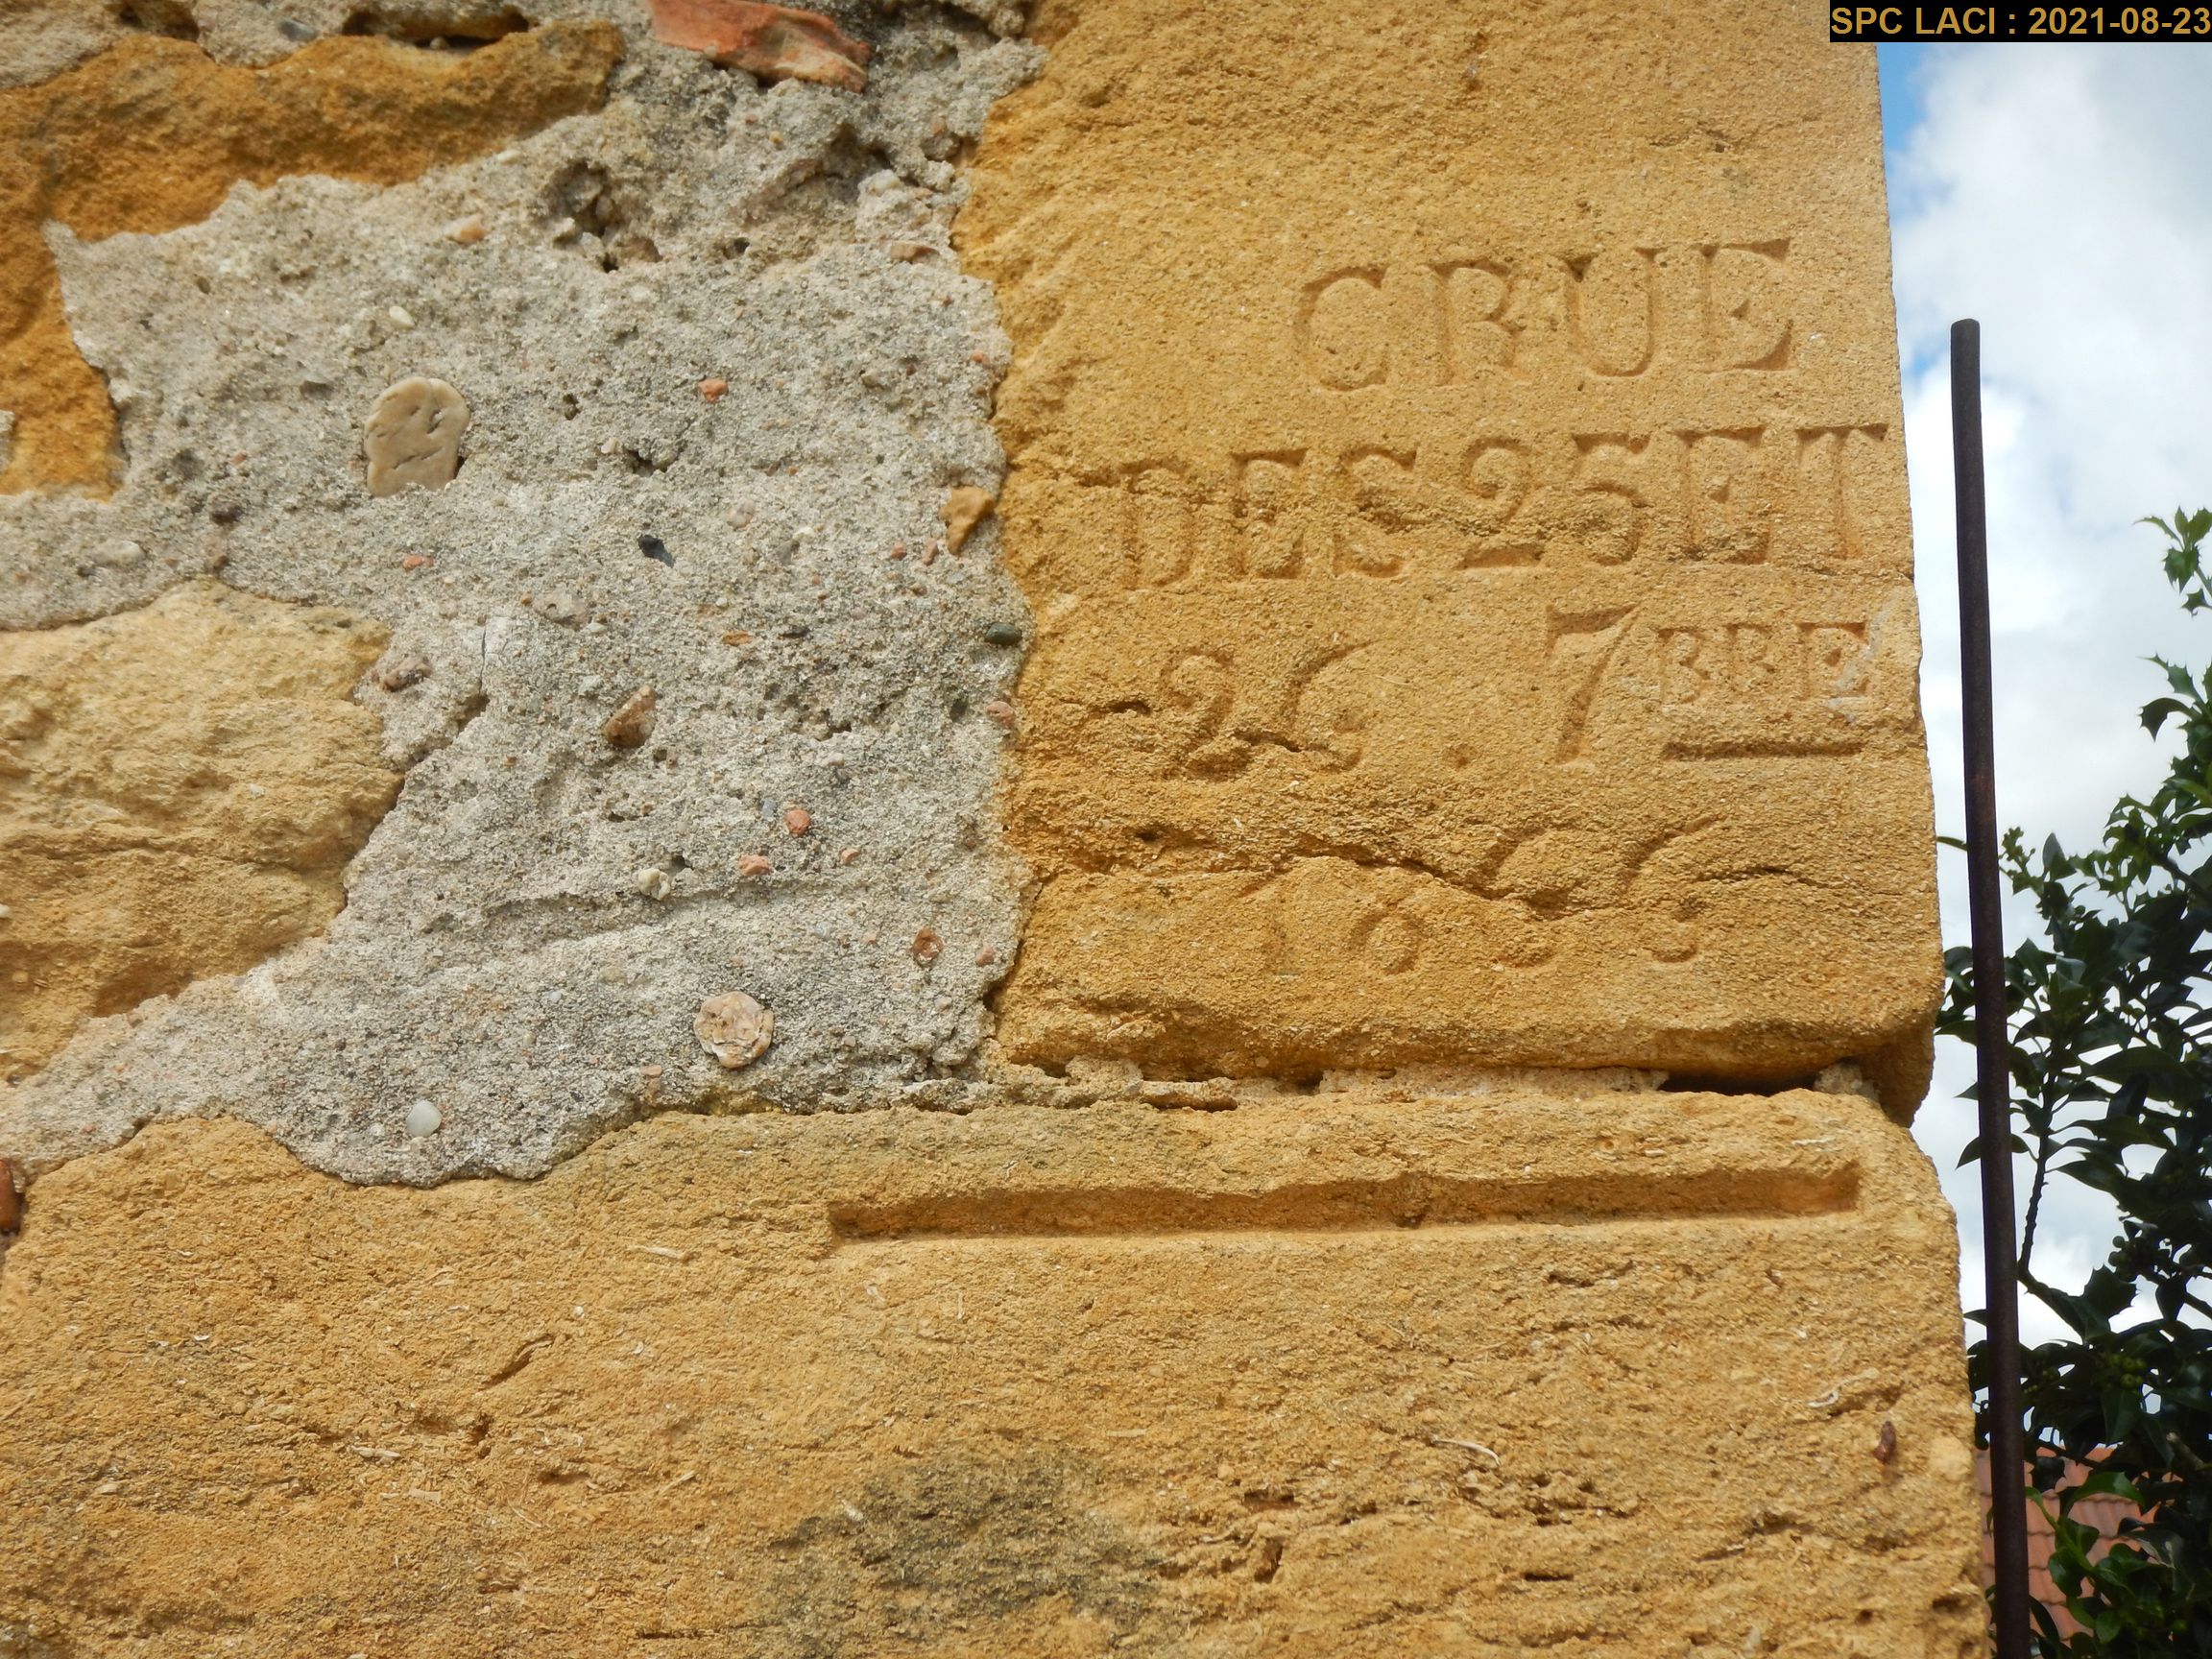 SPC LACI : 2021-08-23
CRUE
DES 25 ET
26 . 7BRE
1866